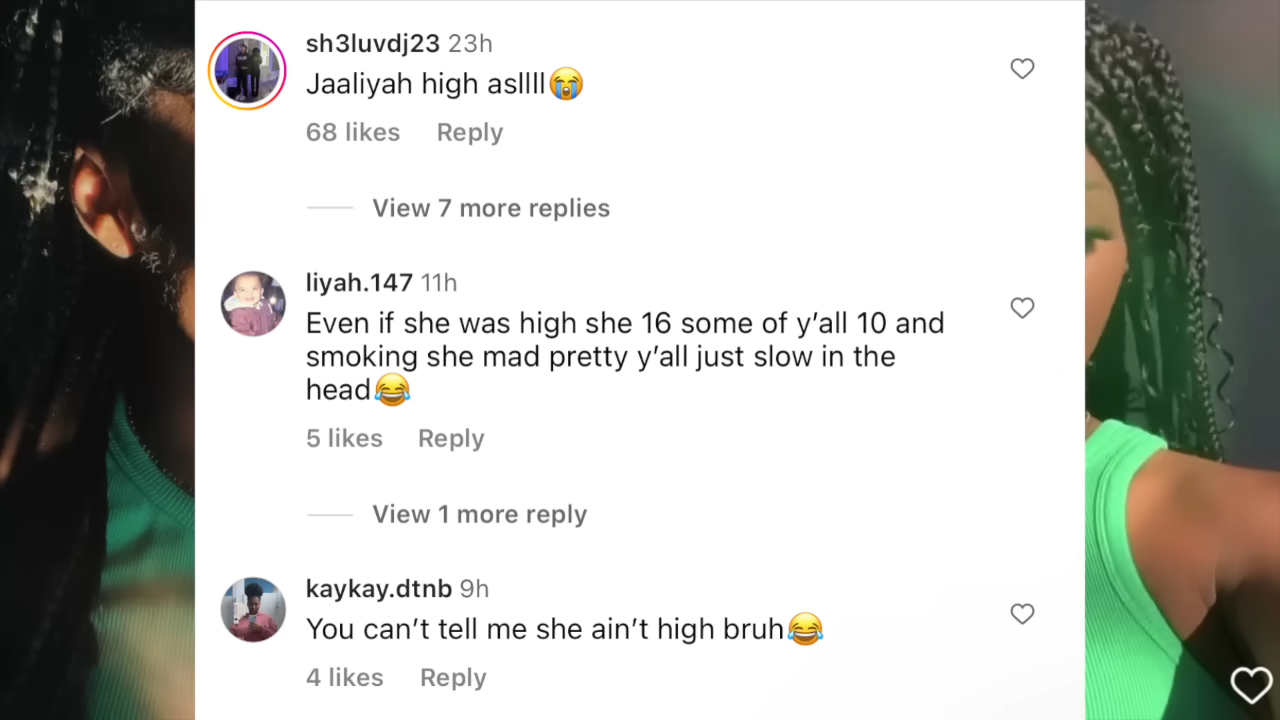 sh3luvdj23 23h
Jaaliyah high asllll😭
68 likes Reply
View 7 more replies
liyah.147 11h
Even if she was high she 16 some of y’all 10 and
smoking she mad pretty y’all just slow in the
head😂
5 likes Reply
View 1 more reply
kaykay.dtnb 9h
You can’t tell me she ain’t high bruh😂
4 likes Reply